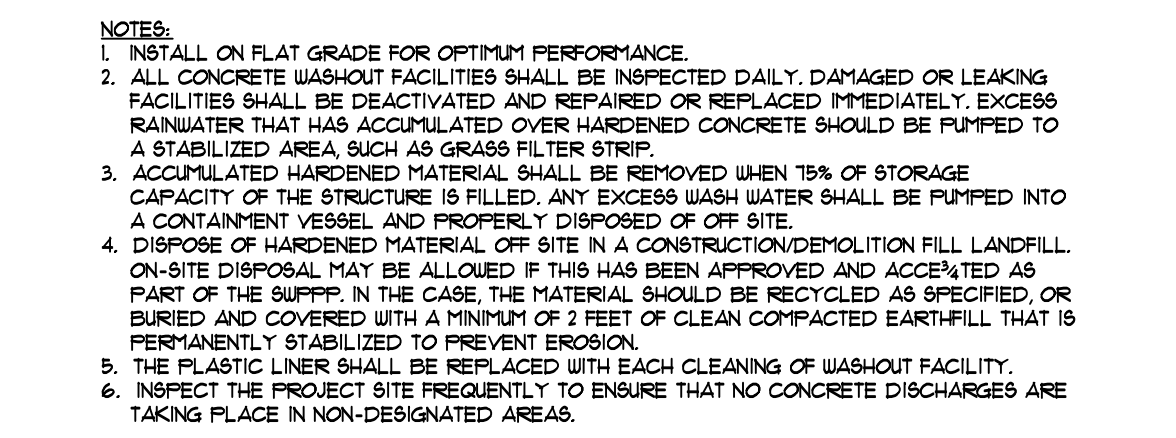 NOTES:
1. INSTALL ON FLAT GRADE FOR OPTIMUM PERFORMANCE.
2. ALL CONCRETE WASHOUT FACILITIES SHALL BE INSPECTED DAILY. DAMAGED OR LEAKING
FACILITIES SHALL BE DEACTIVATED AND REPAIRED OR REPLACED IMMEDIATELY. EXCESS
RAINWATER THAT HAS ACCUMULATED OVER HARDENED CONCRETE SHOULD BE PUMPED TO
A STABILIZED AREA, SUCH AS GRASS FILTER STRIP.
3. ACCUMULATED HARDENED MATERIAL SHALL BE REMOVED WHEN 75% OF STORAGE
CAPACITY OF THE STRUCTURE IS FILLED. ANY EXCESS WASH WATER SHALL BE PUMPED INTO
A CONTAINMENT VESSEL AND PROPERLY DISPOSED OF OFF SITE.
4. DISPOSE OF HARDENED MATERIAL OFF SITE IN A CONSTRUCTION/DEMOLITION FILL LANDFILL.
ON-SITE DISPOSAL MAY BE ALLOWED IF THIS HAS BEEN APPROVED AND ACCE¾TED AS
PART OF THE SWPPP. IN THE CASE, THE MATERIAL SHOULD BE RECYCLED AS SPECIFIED, OR
BURIED AND COVERED WITH A MINIMUM OF 2 FEET OF CLEAN COMPACTED EARTHFILL THAT IS
PERMANENTLY STABILIZED TO PREVENT EROSION.
5. THE PLASTIC LINER SHALL BE REPLACED WITH EACH CLEANING OF WASHOUT FACILITY.
6. INSPECT THE PROJECT SITE FREQUENTLY TO ENSURE THAT NO CONCRETE DISCHARGES ARE
TAKING PLACE IN NON-DESIGNATED AREAS.